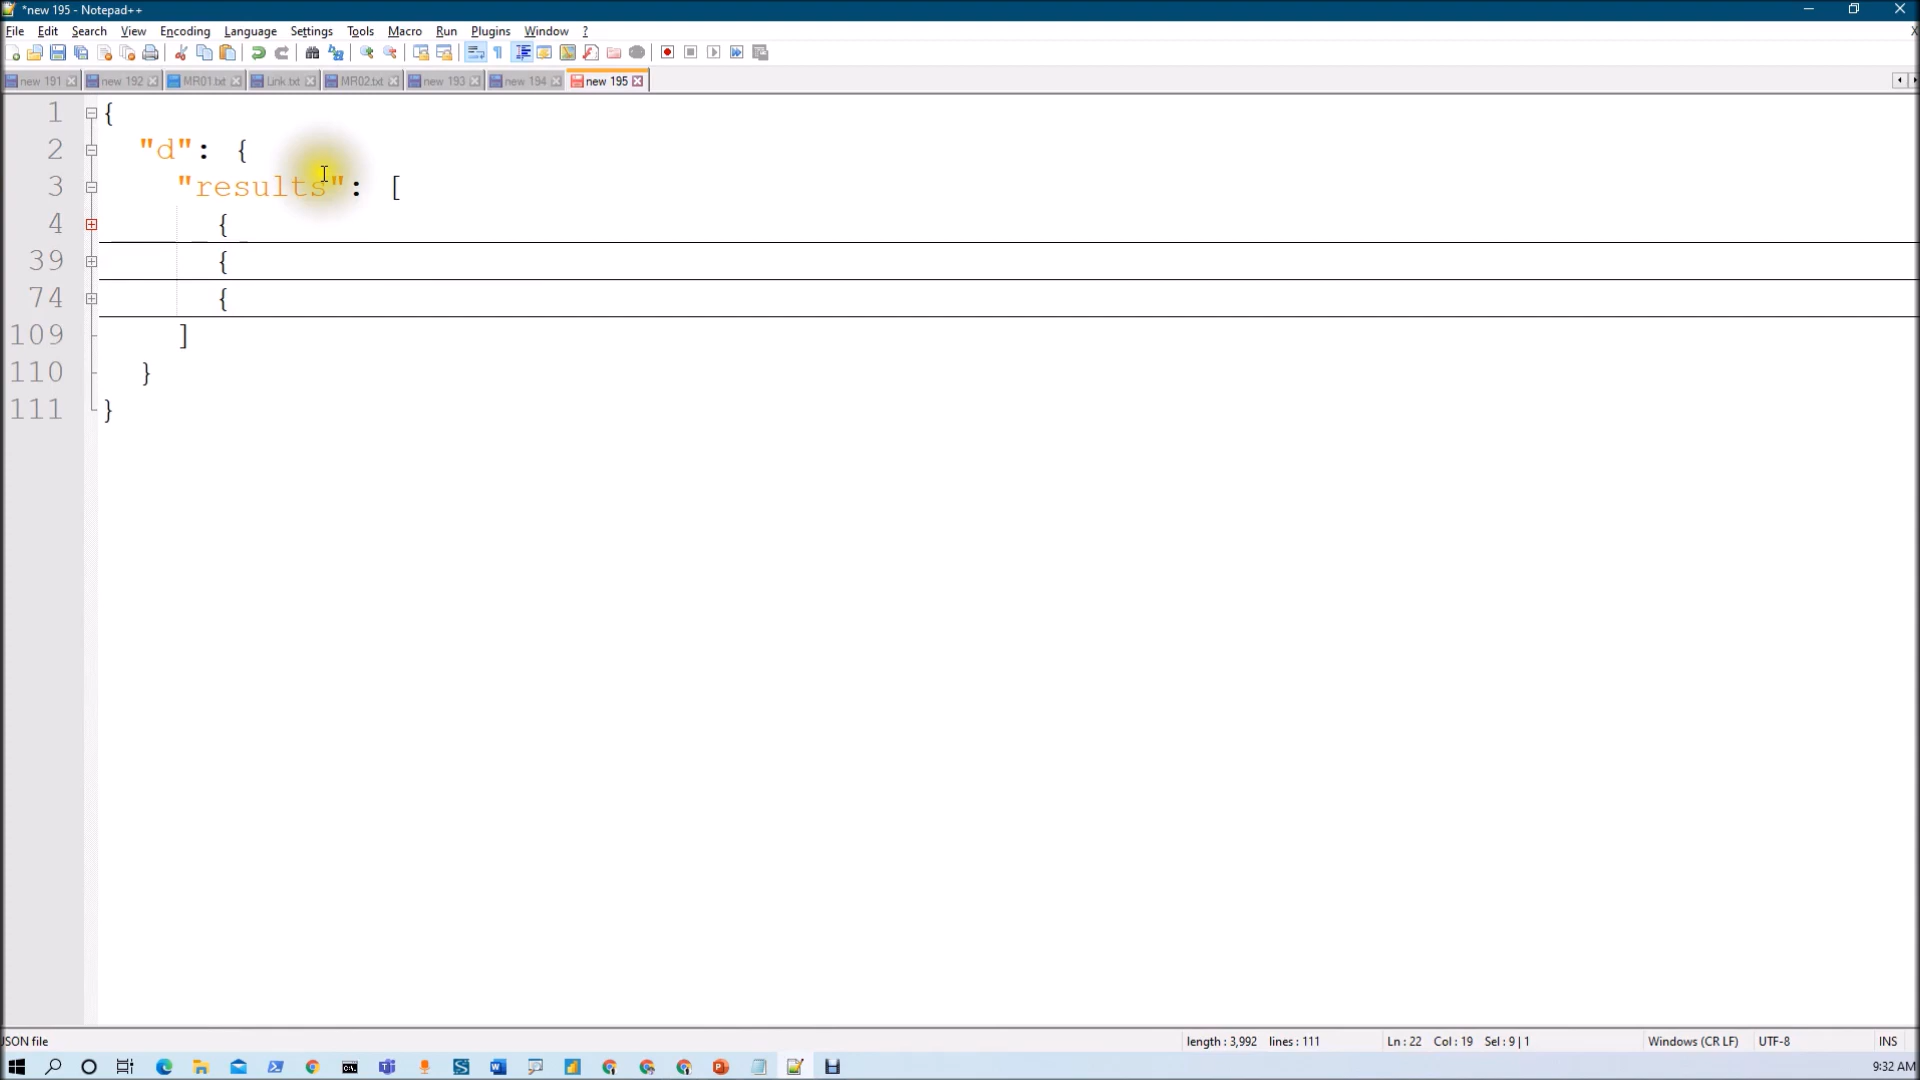 *new 195 - Notepad++
File Edit Search View Encoding Language Settings Tools Macro Run Plugins Window ?
new 191 new 192 MR01.txt Link.txt MR02.txt new 193 new 194 new 195
1 {
2 "d": {
3 "results": [
4 {
39 {
74 {
109 ]
110 }
111 }
JSON file length : 3,992 lines : 111 Ln : 22 Col : 19 Sel : 9 | 1 Windows (CR LF) UTF-8 INS
9:32 AM